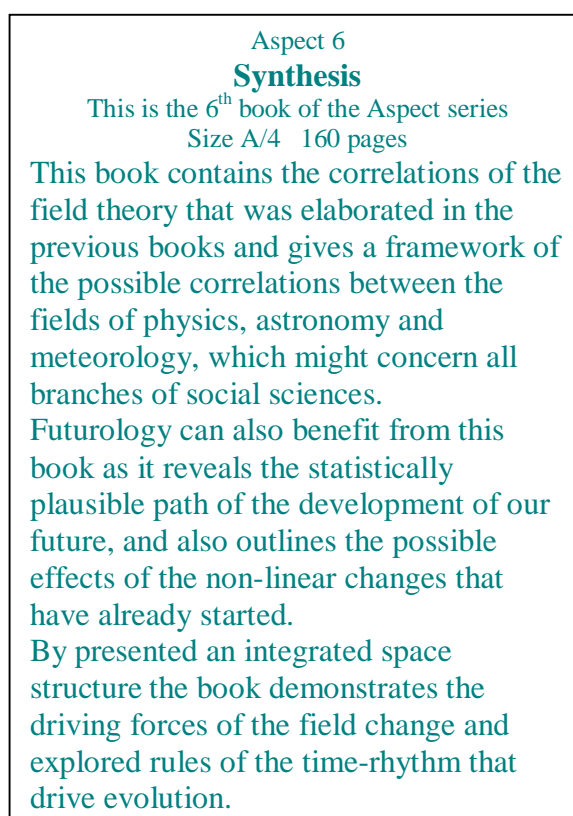 Aspect 6
Synthesis
This is the 6th book of the Aspect series
Size A/4 160 pages
This book contains the correlations of the
field theory that was elaborated in the
previous books and gives a framework of
the possible correlations between the
fields of physics, astronomy and
meteorology, which might concern all
branches of social sciences.
Futurology can also benefit from this
book as it reveals the statistically
plausible path of the development of our
future, and also outlines the possible
effects of the non-linear changes that
have already started.
By presented an integrated space
structure the book demonstrates the
driving forces of the field change and
explored rules of the time-rhythm that
drive evolution.